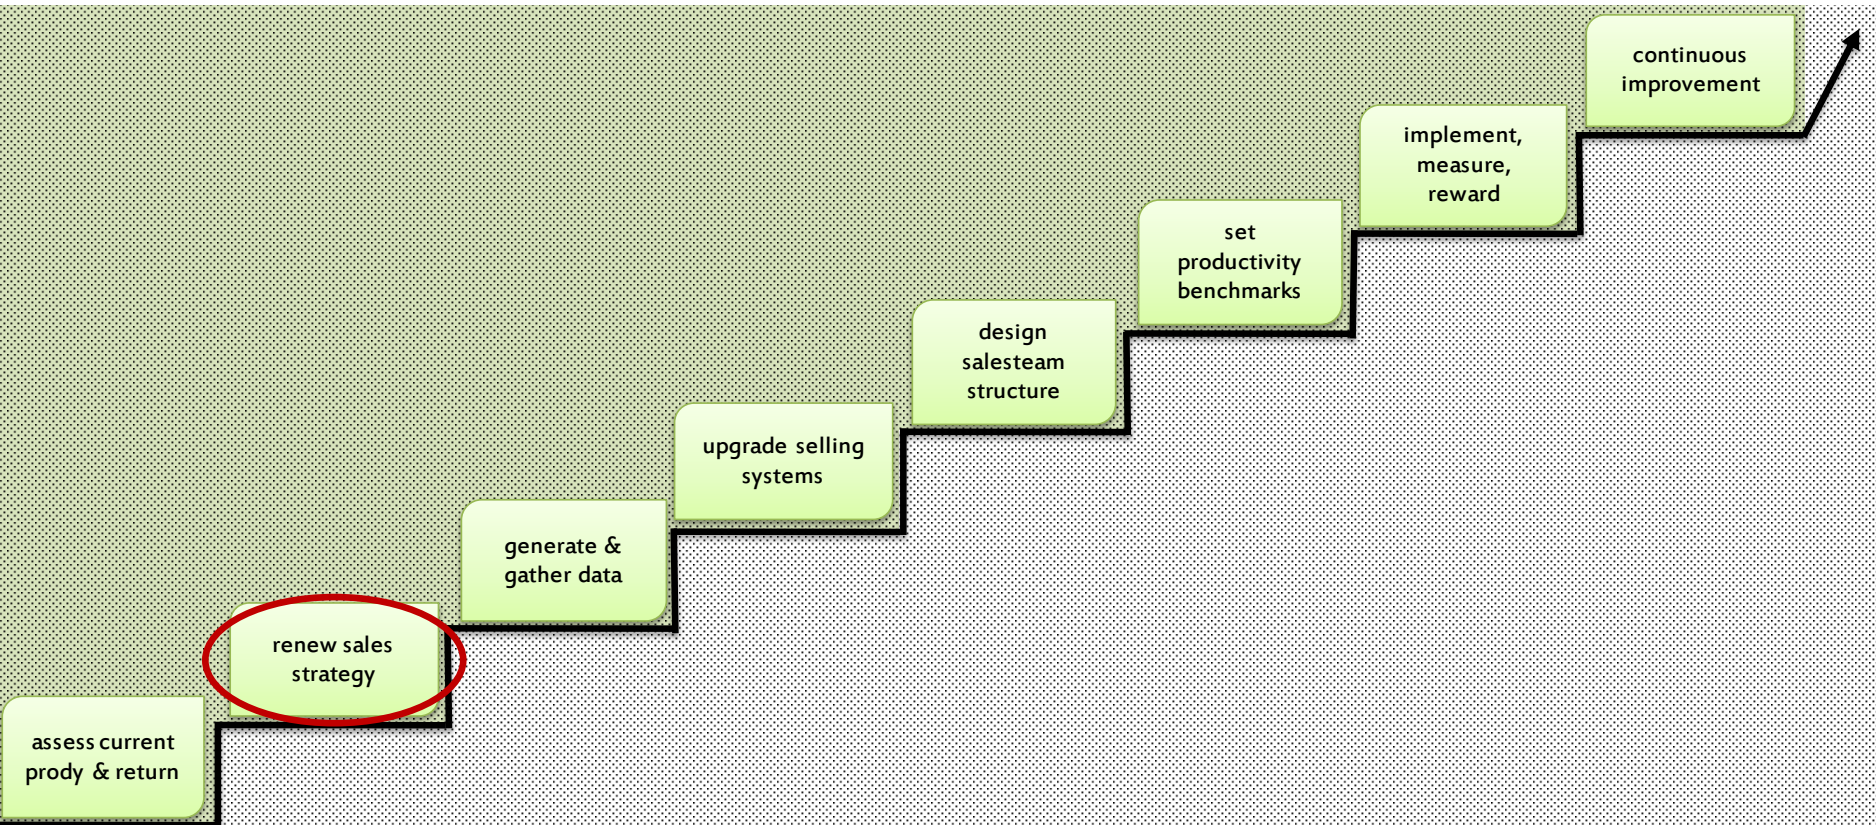 assess current
prody & return
renew sales
strategy
generate &
gather data
upgrade selling
systems
design
salesteam
structure
set
productivity
benchmarks
implement,
measure,
reward
continuous
improvement